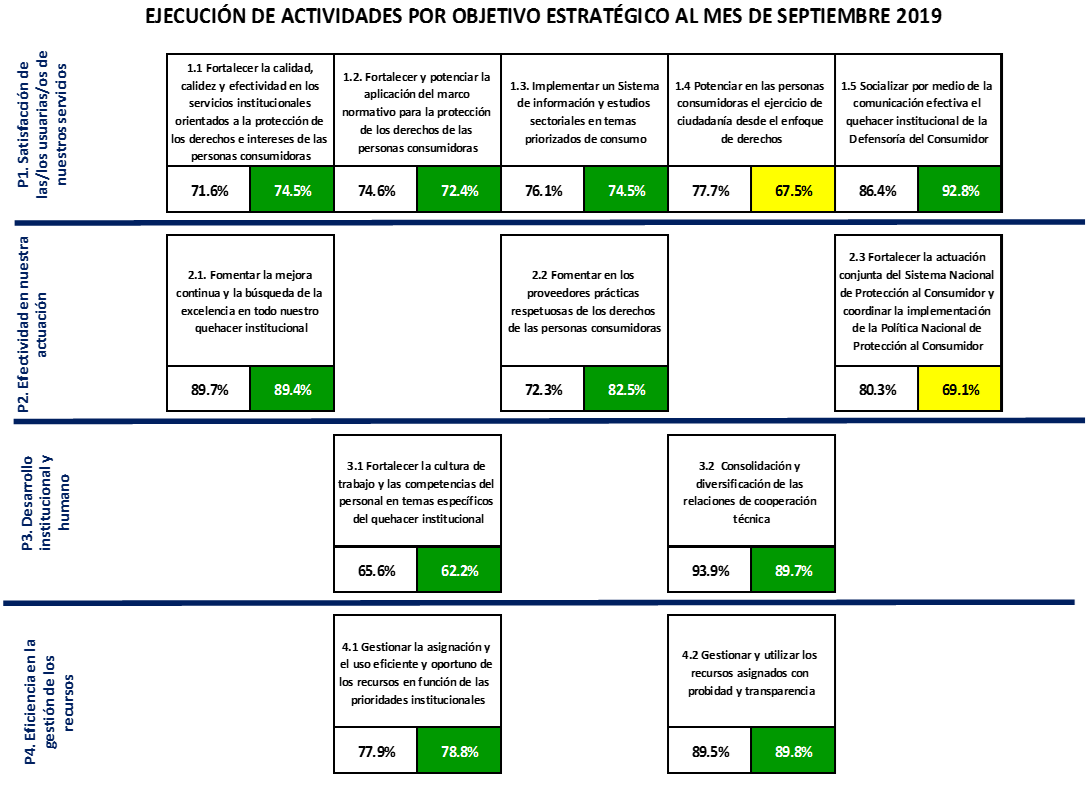 EJECUCIÓN DE ACTIVIDADES POR OBJETIVO ESTRATÉGICO AL MES DE SEPTIEMBRE 2019
P1. Satisfacción de
las/los usuarias/os de
nuestros servicios
1.1 Fortalecer la calidad,
calidez y efectividad en los
servicios institucionales
orientados a la protección de
los derechos e intereses de las
personas consumidoras
71.6%
74.5%
1.2. Fortalecer y potenciar la
aplicación del marco
normativo para la protección
de los derechos de las
personas consumidoras
74.6%
72.4%
1.3. Implementar un Sistema
de información y estudios
sectoriales en temas
priorizados de consumo
76.1%
74.5%
1.4 Potenciar en las personas
consumidoras el ejercicio de
ciudadanía desde el enfoque
de derechos
77.7%
67.5%
1.5 Socializar por medio de la
comunicación efectiva el
quehacer institucional de la
Defensoría del Consumidor
86.4%
92.8%
P2. Efectividad en nuestra
actuación
2.1. Fomentar la mejora
continua y la búsqueda de la
excelencia en todo nuestro
quehacer institucional
89.7%
89.4%
2.2 Fomentar en los
proveedores prácticas
respetuosas de los derechos
de las personas consumidoras
72.3%
82.5%
2.3 Fortalecer la actuación
conjunta del Sistema Nacional
de Protección al Consumidor y
coordinar la implementación
de la Política Nacional de
Protección al Consumidor
80.3%
69.1%
P3. Desarrollo
institucional y
humano
3.1 Fortalecer la cultura de
trabajo y las competencias del
personal en temas específicos
del quehacer institucional
65.6%
62.2%
3.2 Consolidación y
diversificación de las
relaciones de cooperación
técnica
93.9%
89.7%
P4. Eficiencia en la
gestión de los
recursos
4.1 Gestionar la asignación y
el uso eficiente y oportuno de
los recursos en función de las
prioridades institucionales
77.9%
78.8%
4.2 Gestionar y utilizar los
recursos asignados con
probidad y transparencia
89.5%
89.8%